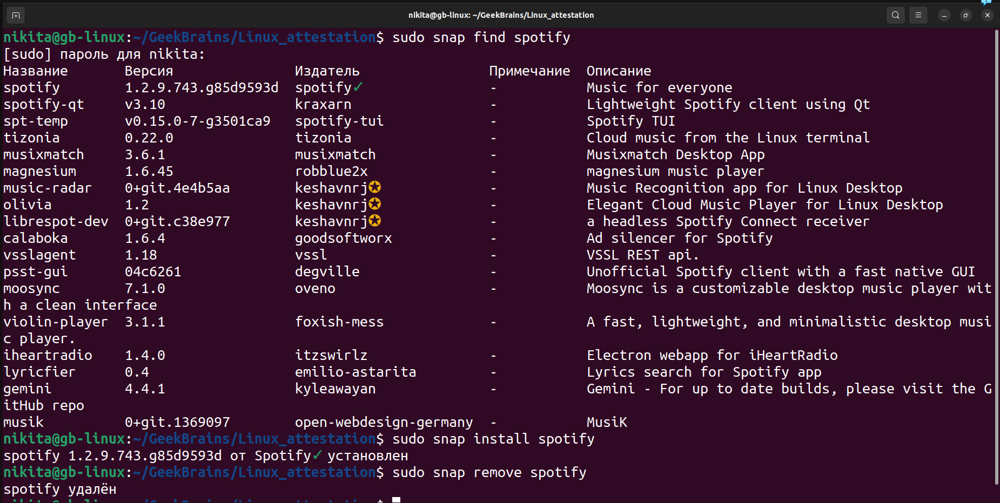 nikita@gb-linux: ~/GeekBrains/Linux_attestation
nikita@gb-linux:~/GeekBrains/Linux_attestation$ sudo snap find spotify
[sudo] пароль для nikita:
Название Версия Издатель Примечание Описание
spotify 1.2.9.743.g85d9593d spotify✓ - Music for everyone
spotify-qt v3.10 kraxarn - Lightweight Spotify client using Qt
spt-temp v0.15.0-7-g3501ca9 spotify-tui - Spotify TUI
tizonia 0.22.0 tizonia - Cloud music from the Linux terminal
musixmatch 3.6.1 musixmatch - Musixmatch Desktop App
magnesium 1.6.45 robblue2x - magnesium music player
music-radar 0+git.4e4b5aa keshavnrj✪ - Music Recognition app for Linux Desktop
olivia 1.2 keshavnrj✪ - Elegant Cloud Music Player for Linux Desktop
librespot-dev 0+git.c38e977 keshavnrj✪ - a headless Spotify Connect receiver
calaboka 1.6.4 goodsoftworx - Ad silencer for Spotify
vsslagent 1.18 vssl - VSSL REST api.
psst-gui 04c6261 degville - Unofficial Spotify client with a fast native GUI
moosync 7.1.0 oveno - Moosync is a customizable desktop music player wit
h a clean interface
violin-player 3.1.1 foxish-mess - A fast, lightweight, and minimalistic desktop musi
c player.
iheartradio 1.4.0 itzswirlz - Electron webapp for iHeartRadio
lyricfier 0.4 emilio-astarita - Lyrics search for Spotify app
gemini 4.4.1 kyleawayan - Gemini - For up to date builds, please visit the G
itHub repo
musik 0+git.1369097 open-webdesign-germany - MusiK
nikita@gb-linux:~/GeekBrains/Linux_attestation$ sudo snap install spotify
spotify 1.2.9.743.g85d9593d от Spotify✓ установлен
nikita@gb-linux:~/GeekBrains/Linux_attestation$ sudo snap remove spotify
spotify удалён
nikita@gb-linux:~/GeekBrains/Linux_attestation$